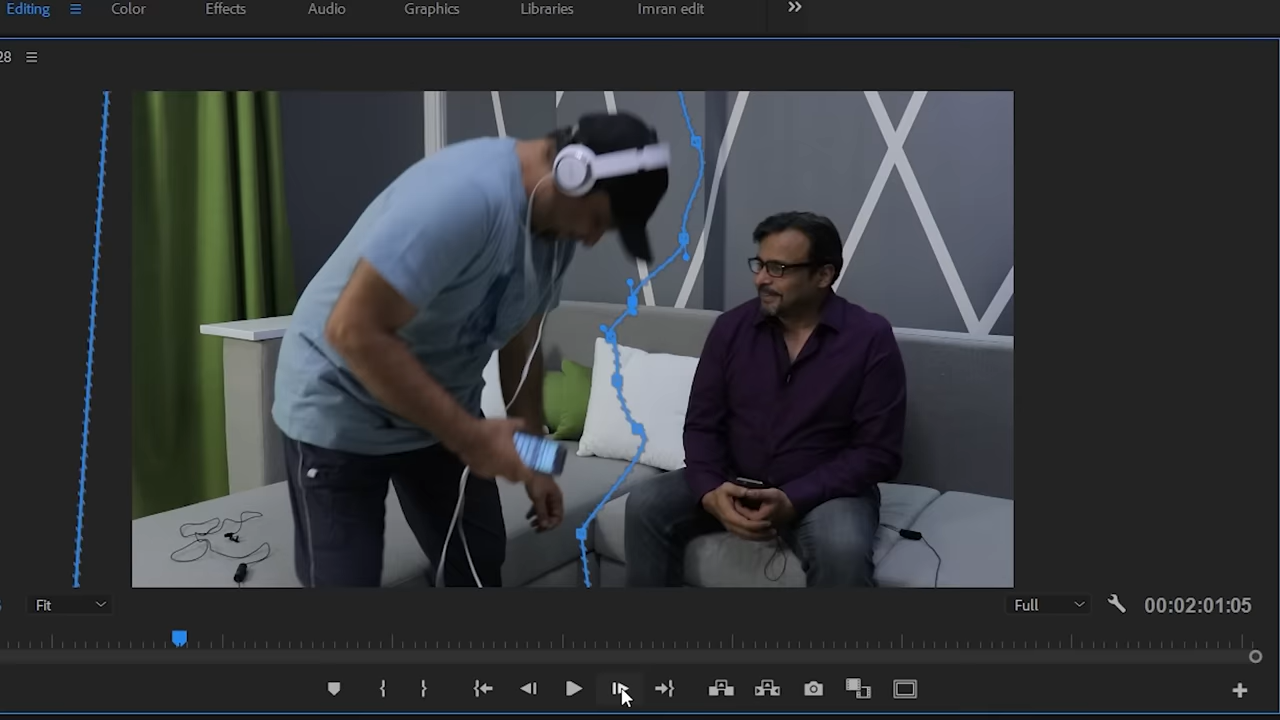 Editing Color Effects Audio Graphics Libraries Imran edit
28
Fit Full 00:02:01:05